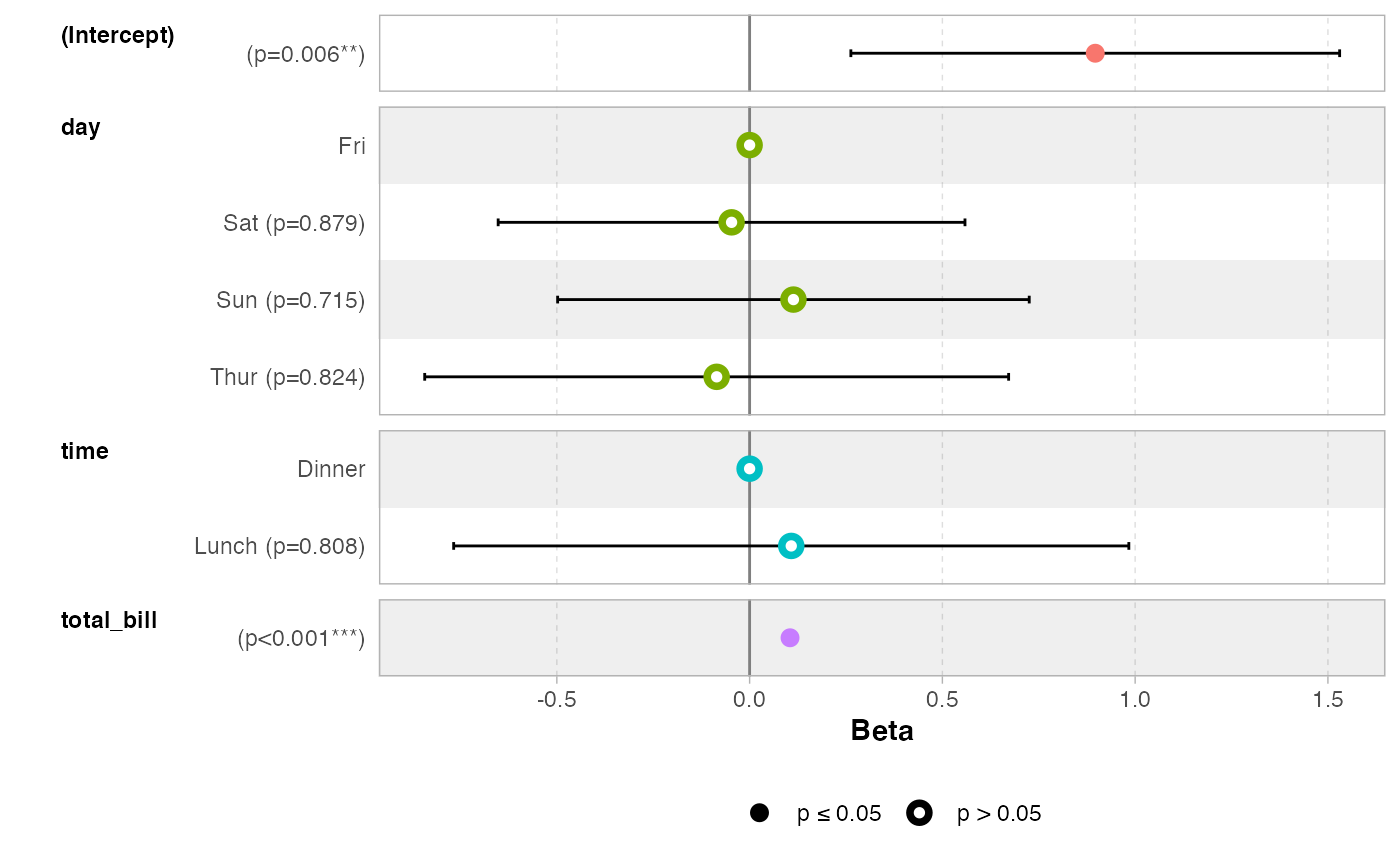 (Intercept)
(p=0.006**)
day
Fri
Sat (p=0.879)
Sun (p=0.715)
Thur (p=0.824)
time
Dinner
Lunch (p=0.808)
total_bill
(p<0.001***)
-0.5 0.0 0.5 1.0 1.5
Beta
p ≤ 0.05 p > 0.05